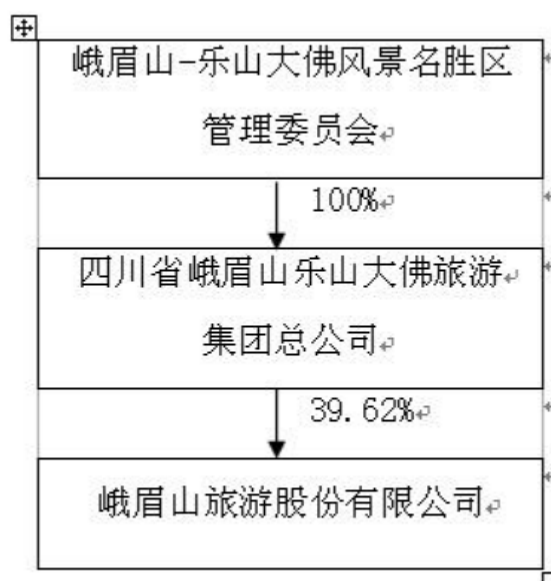 峨眉山-乐山大佛风景名胜区
管理委员会
100%
四川省峨眉山乐山大佛旅游
集团总公司
39.62%
峨眉山旅游股份有限公司